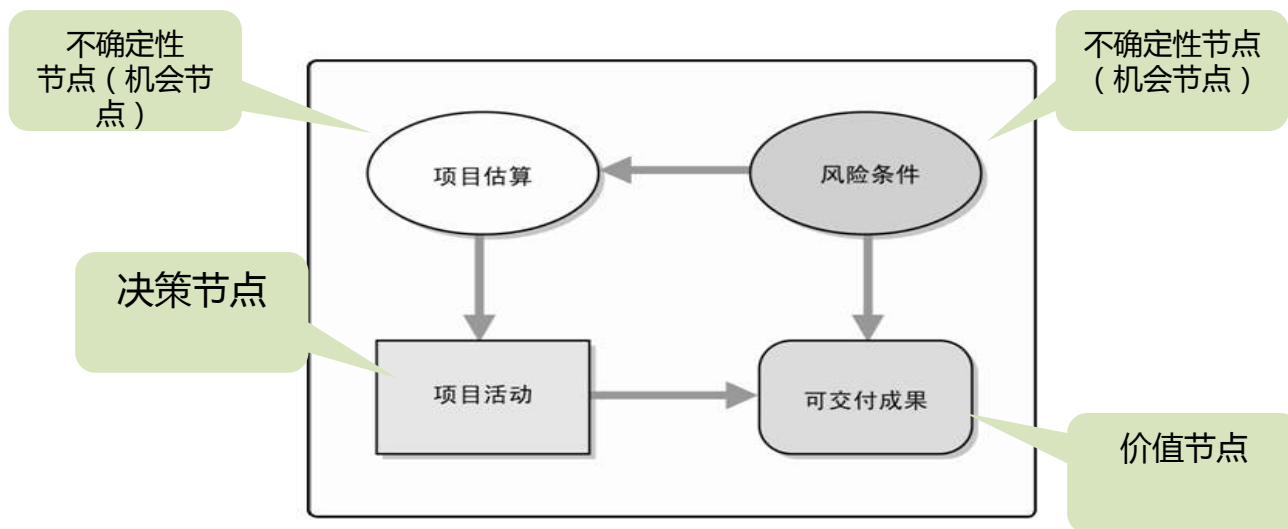 不确定性
节点（机会节
点）
不确定性节点
（机会节点）
项目估算
风险条件
决策节点
项目活动
可交付成果
价值节点